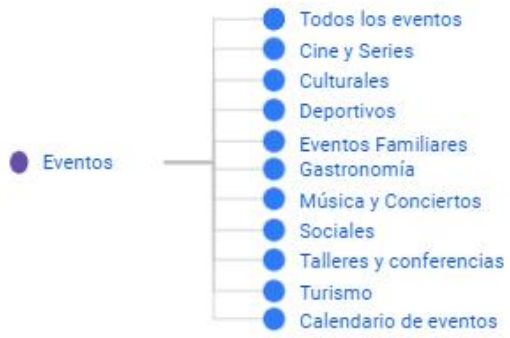 Eventos
Todos los eventos
Cine y Series
Culturales
Deportivos
Eventos Familiares
Gastronomía
Música y Conciertos
Sociales
Talleres y conferencias
Turismo
Calendario de eventos